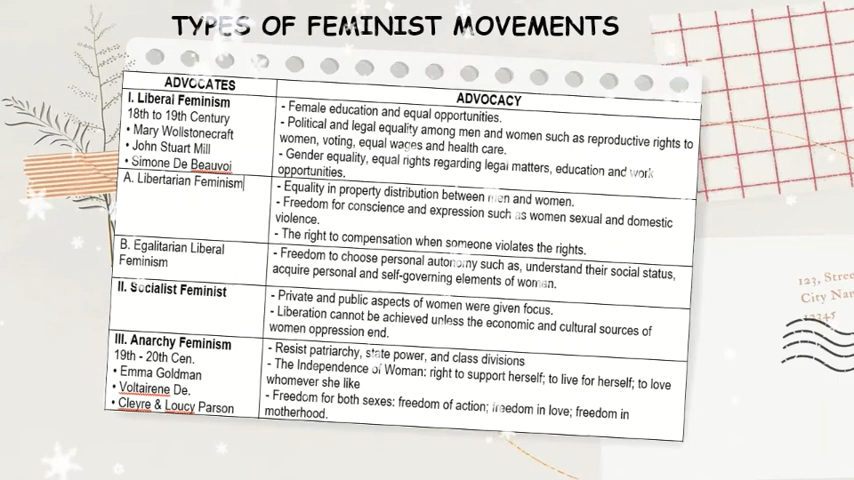 TYPES OF FEMINIST MOVEMENTS
ADVOCATES
ADVOCACY
I. Liberal Feminism
18th to 19th Century
• Mary Wollstonecraft
• John Stuart Mill
• Simone De Beauvoi
- Female education and equal opportunities.
- Political and legal equality among men and women such as reproductive rights to
women, voting, equal wages and health care.
- Gender equality, equal rights regarding legal matters, education and work
opportunities.
A. Libertarian Feminism
- Equality in property distribution between men and women.
- Freedom for conscience and expression such as women sexual and domestic
violence.
- The right to compensation when someone violates the rights.
B. Egalitarian Liberal
Feminism
- Freedom to choose personal autonomy such as, understand their social status,
acquire personal and self-governing elements of women.
II. Socialist Feminist
- Private and public aspects of women were given focus.
- Liberation cannot be achieved unless the economic and cultural sources of
women oppression end.
III. Anarchy Feminism
19th - 20th Cen.
• Emma Goldman
• Voltairene De.
• Cleyre & Loucy Parson
- Resist patriarchy, state power, and class divisions
- The Independence of Woman: right to support herself; to live for herself; to love
whomever she like
- Freedom for both sexes: freedom of action; freedom in love; freedom in
motherhood.
123, Stree
City Nam
12345